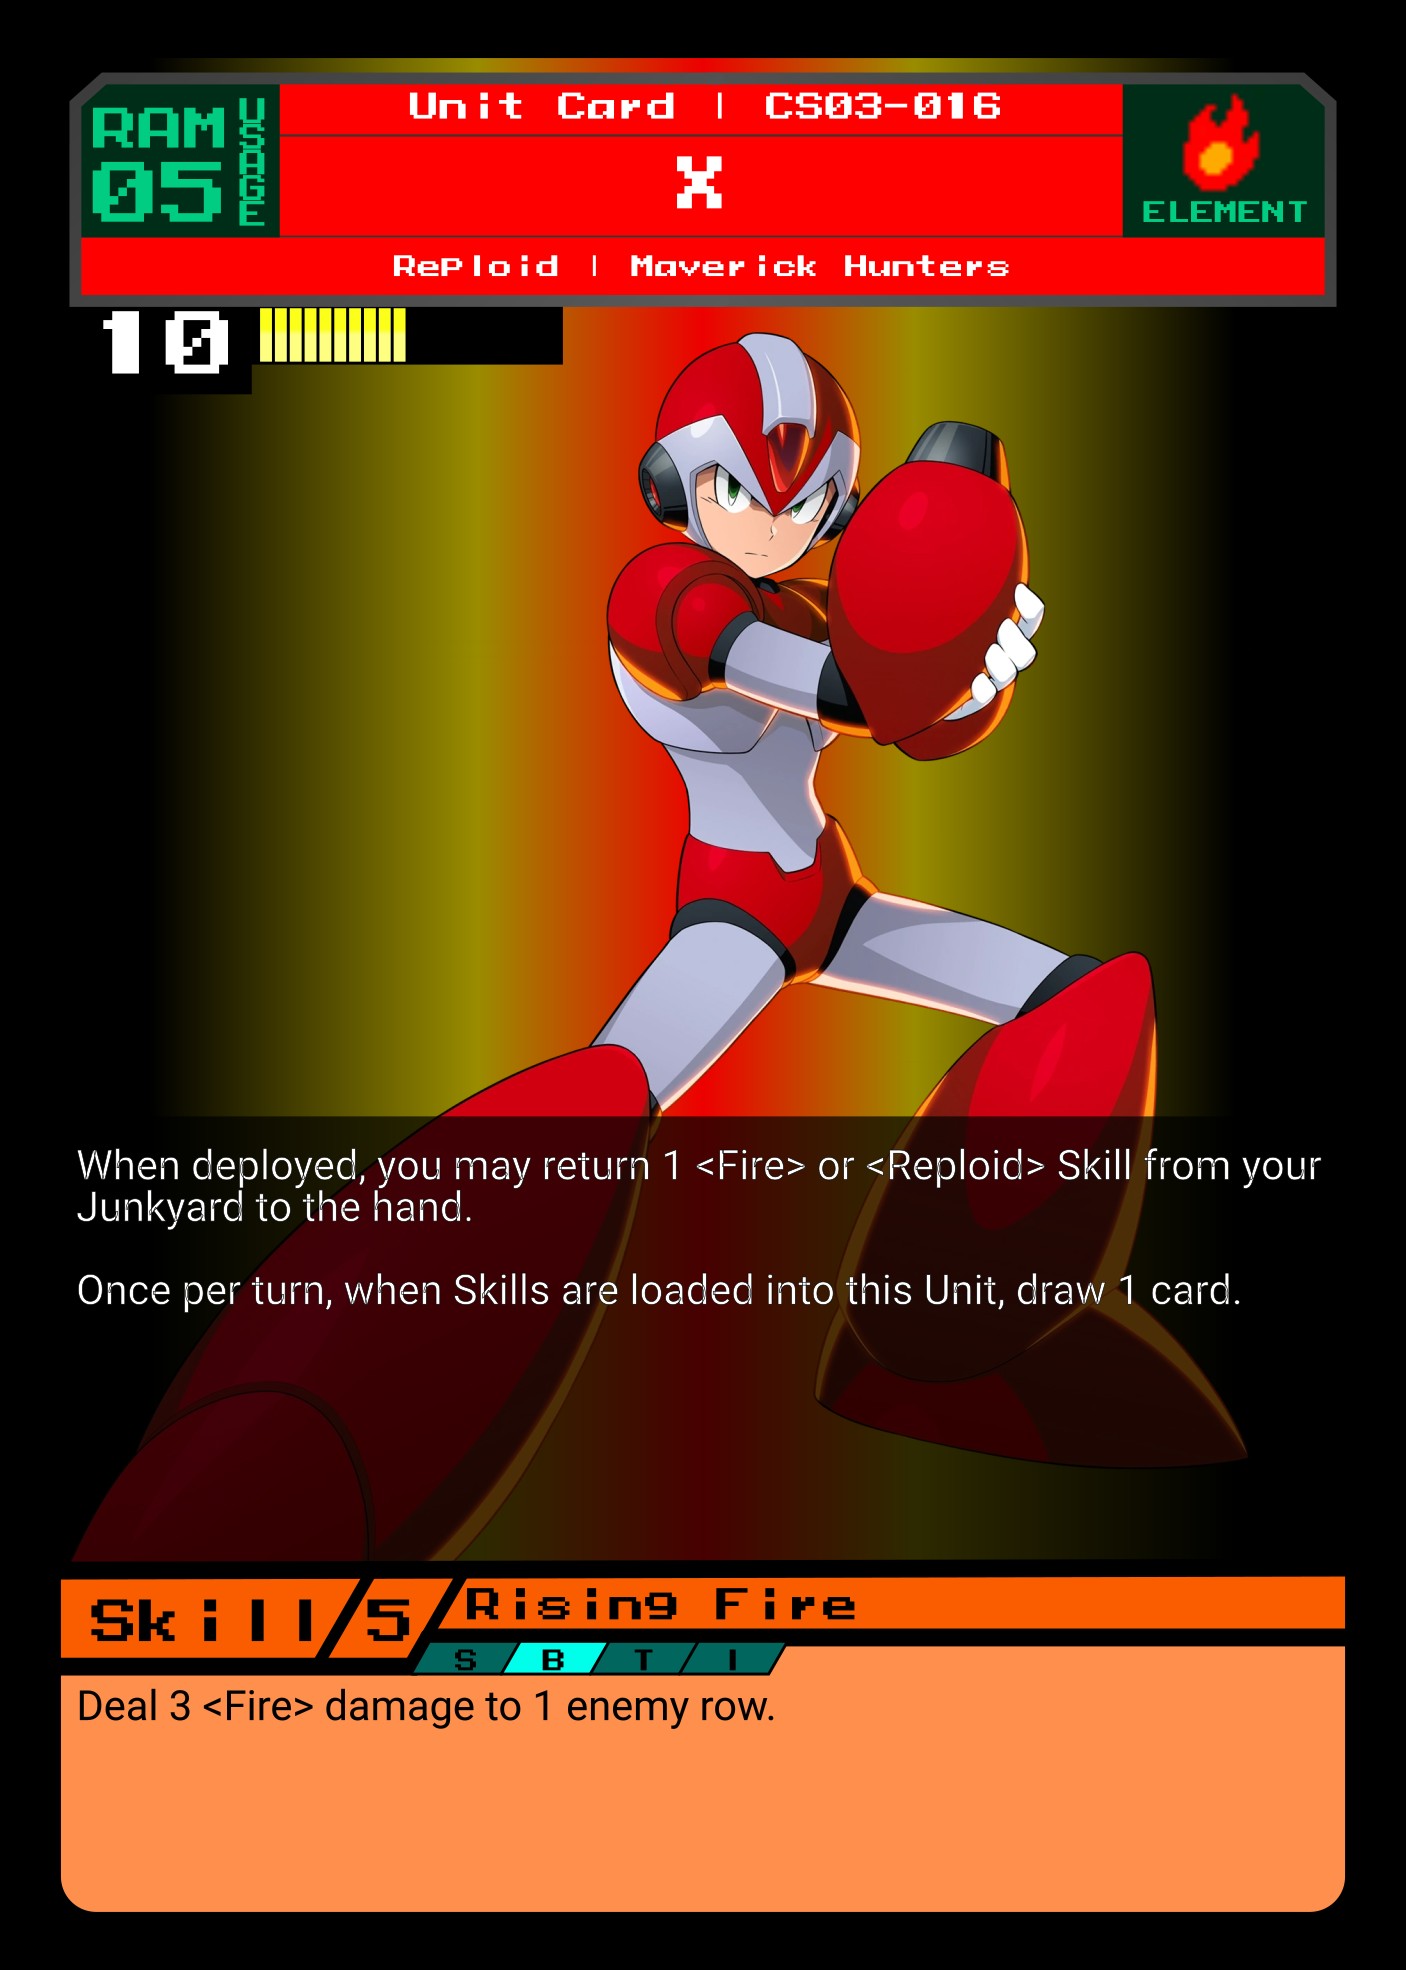 RAM
05
USAGE
Unit Card | CS03-016
X
ELEMENT
Reploid | Maverick Hunters
10
When deployed, you may return 1 <Fire> or <Reploid> Skill from your
Junkyard to the hand.
Once per turn, when Skills are loaded into this Unit, draw 1 card.
Skill/5/Rising Fire
S B T I
Deal 3 <Fire> damage to 1 enemy row.